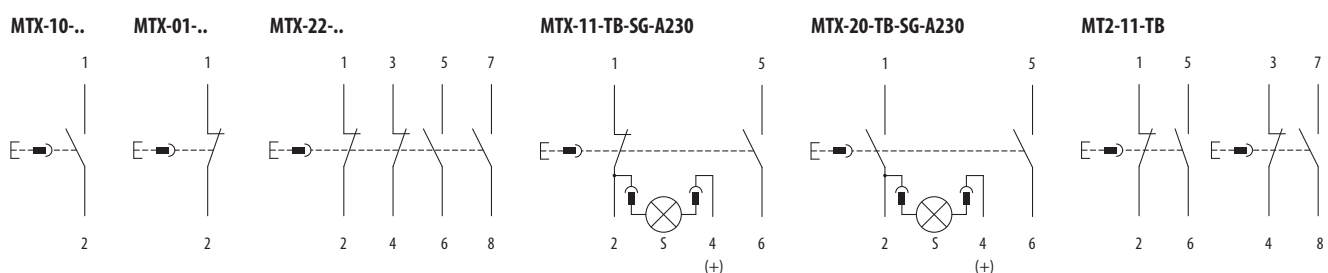 MTX-10-.. MTX-01-.. MTX-22-.. MTX-11-TB-SG-A230 MTX-20-TB-SG-A230 MT2-11-TB
1 1 1 3 5 7 1 5 1 5 1 5 3 7
2 2 2 4 6 8 2 S 4 6 2 S 4 6 2 6 4 8
(+) (+)